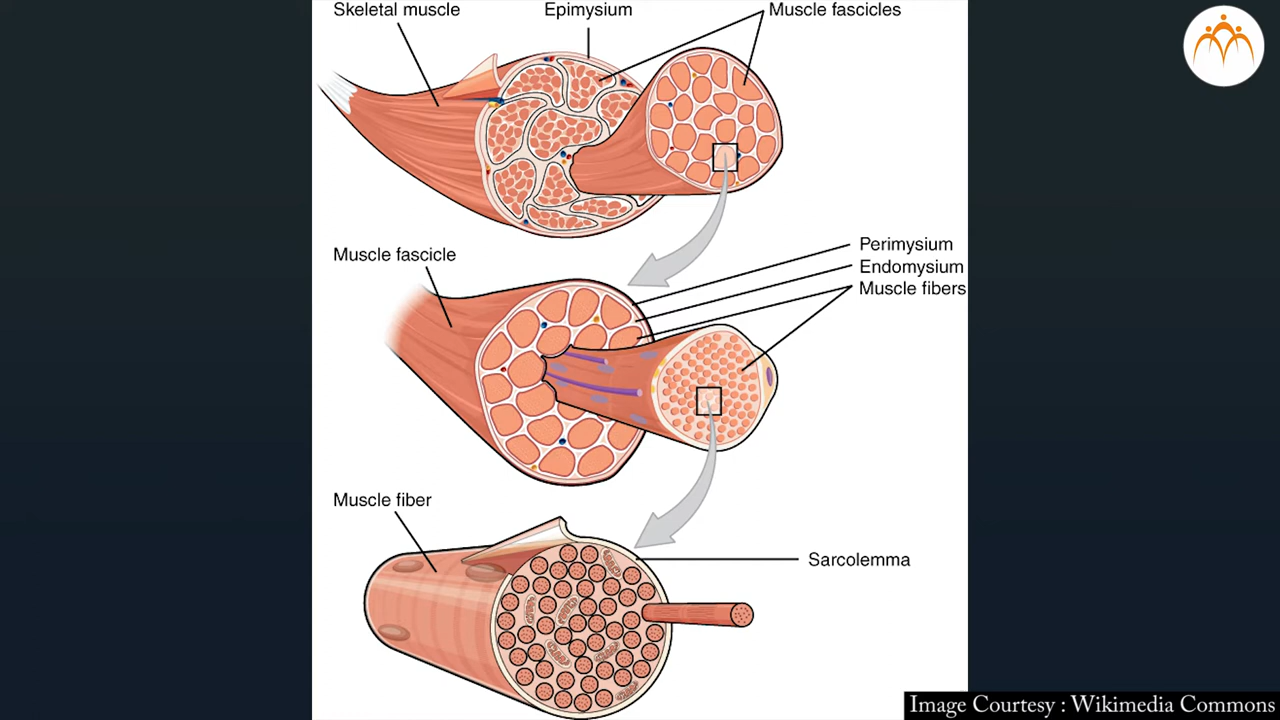 Skeletal muscle
Epimysium
Muscle fascicles
Muscle fascicle
Perimysium
Endomysium
Muscle fibers
Muscle fiber
Sarcolemma
Image Courtesy : Wikimedia Commons